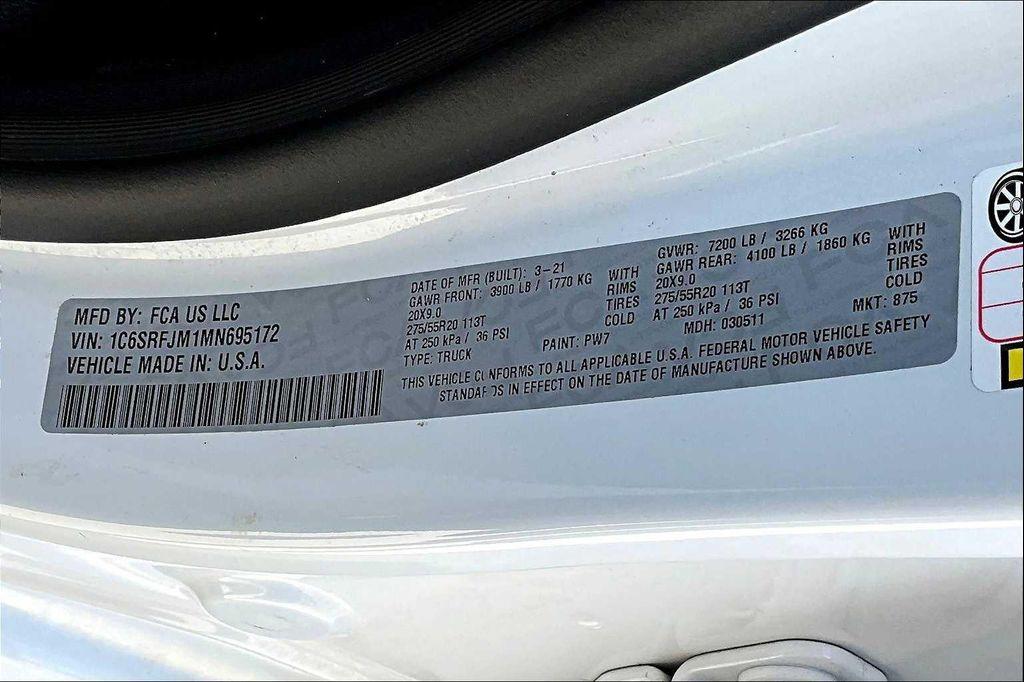 MFD BY: FCA US LLC
VIN: 1C6SRFJM1MN695172
VEHICLE MADE IN: U.S.A.
DATE OF MFR (BUILT): 3-21
GAWR FRONT: 3900 LB / 1770 KG WITH
20X9.0 RIMS
275/55R20 113T TIRES
AT 250 kPa / 36 PSI COLD
TYPE: TRUCK PAINT: PW7
GVWR: 7200 LB / 3266 KG
GAWR REAR: 4100 LB / 1860 KG WITH
20X9.0 RIMS
275/55R20 113T TIRES
AT 250 kPa / 36 PSI COLD
MDH: 030511 MKT: 875
THIS VEHICLE CONFORMS TO ALL APPLICABLE U.S.A. FEDERAL MOTOR VEHICLE SAFETY
STANDARDS IN EFFECT ON THE DATE OF MANUFACTURE SHOWN ABOVE.